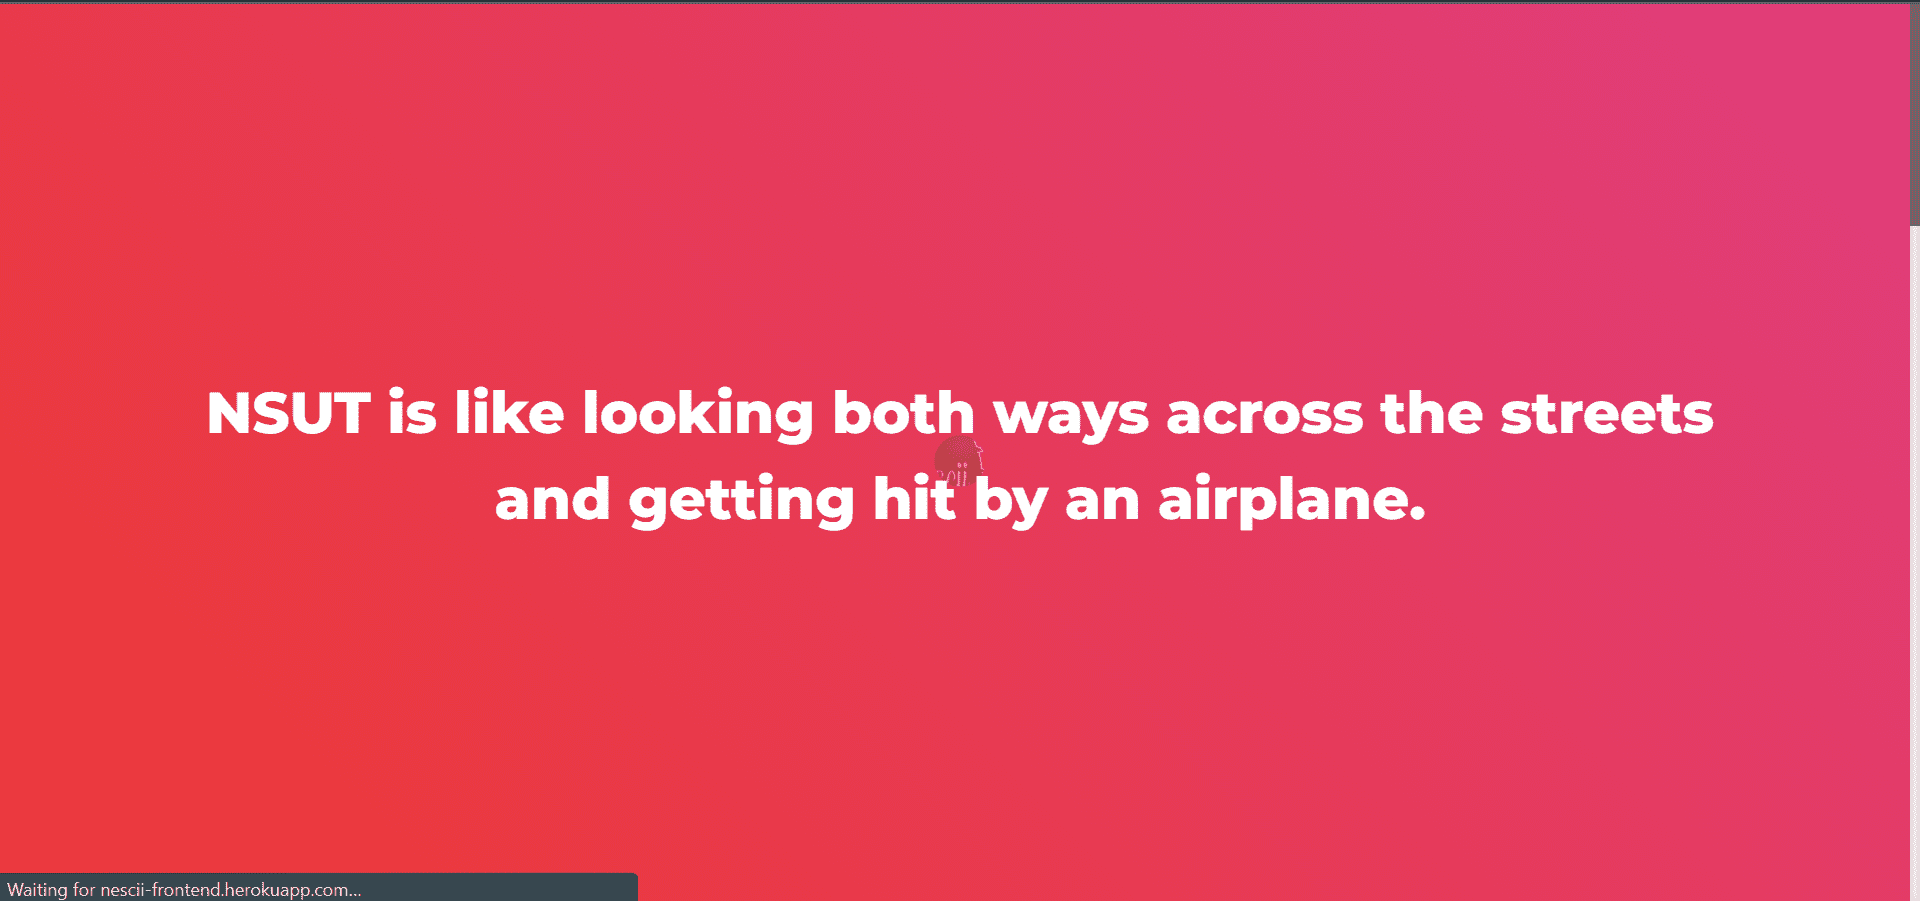 NSUT is like looking both ways across the streets
and getting hit by an airplane.
Waiting for nescii-frontend.herokuapp.com...